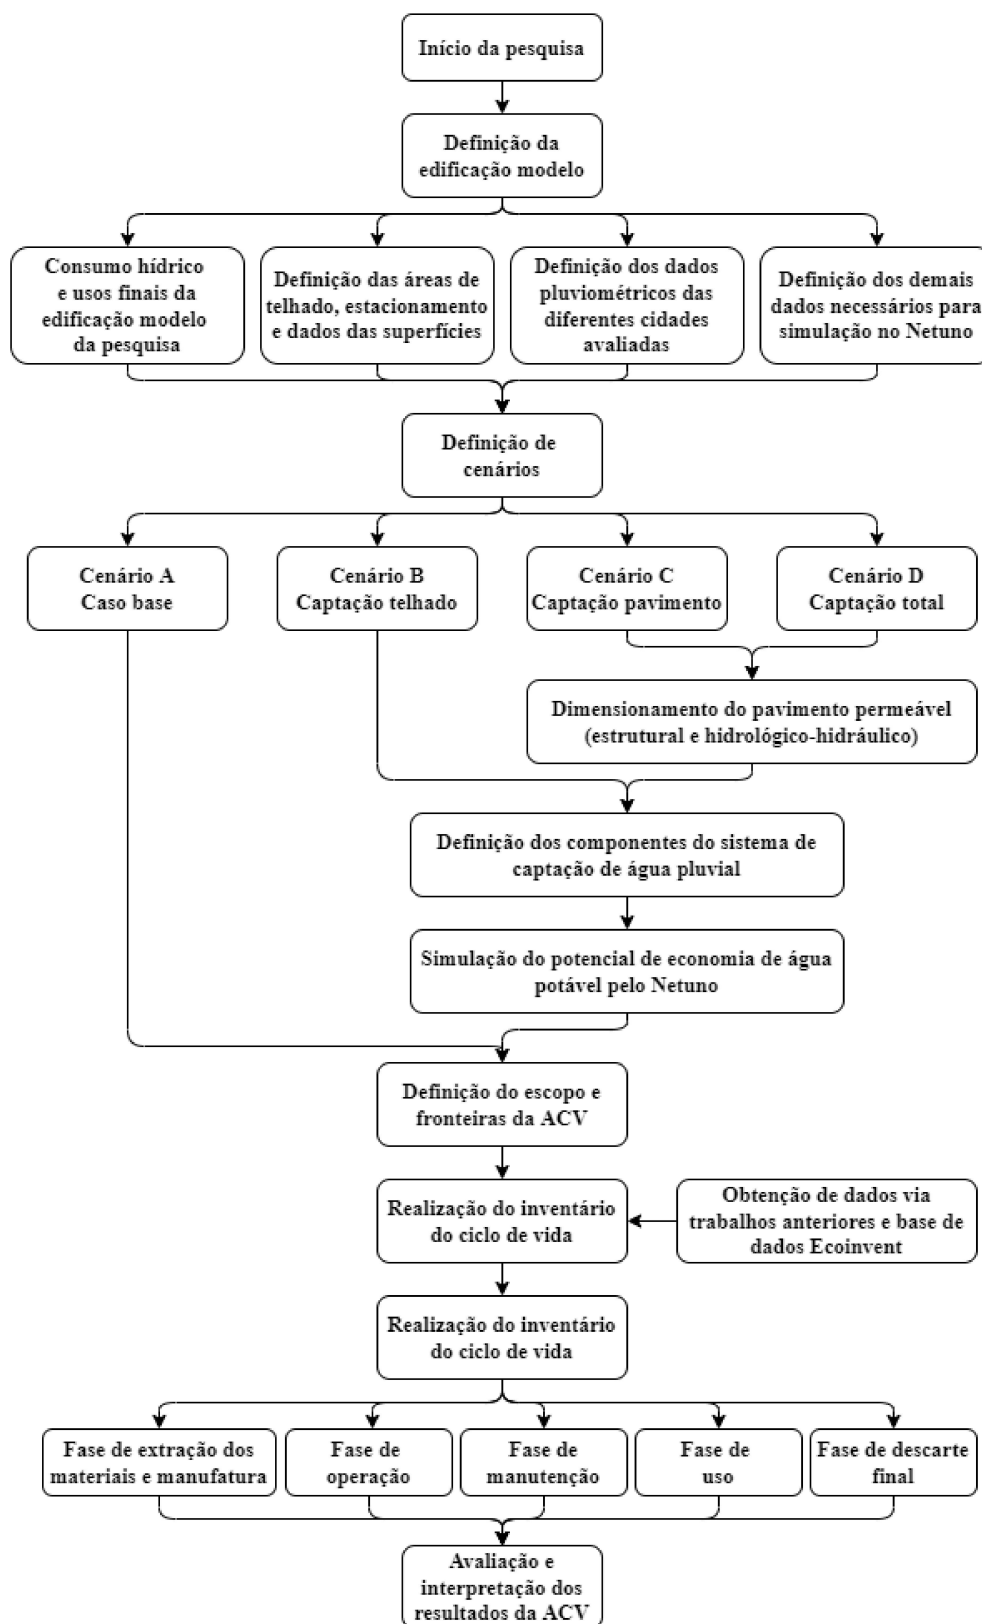 Início da pesquisa
Definição da
edificação modelo
Consumo hídrico
e usos finais da
edificação modelo
da pesquisa
Definição das áreas de
telhado, estacionamento
e dados das superfícies
Definição dos dados
pluviométricos das
diferentes cidades
avaliadas
Definição dos demais
dados necessários para
simulação no Netuno
Definição de
cenários
Cenário A
Caso base
Cenário B
Captação telhado
Cenário C
Captação pavimento
Cenário D
Captação total
Dimensionamento do pavimento permeável
(estrutural e hidrológico-hidráulico)
Definição dos componentes do sistema de
captação de água pluvial
Simulação do potencial de economia de água
potável pelo Netuno
Definição do escopo e
fronteiras da ACV
Realização do inventário
do ciclo de vida
Obtenção de dados via
trabalhos anteriores e base de
dados Ecoinvent
Realização do inventário
do ciclo de vida
Fase de extração dos
materiais e manufatura
Fase de
operação
Fase de
manutenção
Fase de
uso
Fase de descarte
final
Avaliação e
interpretação dos
resultados da ACV